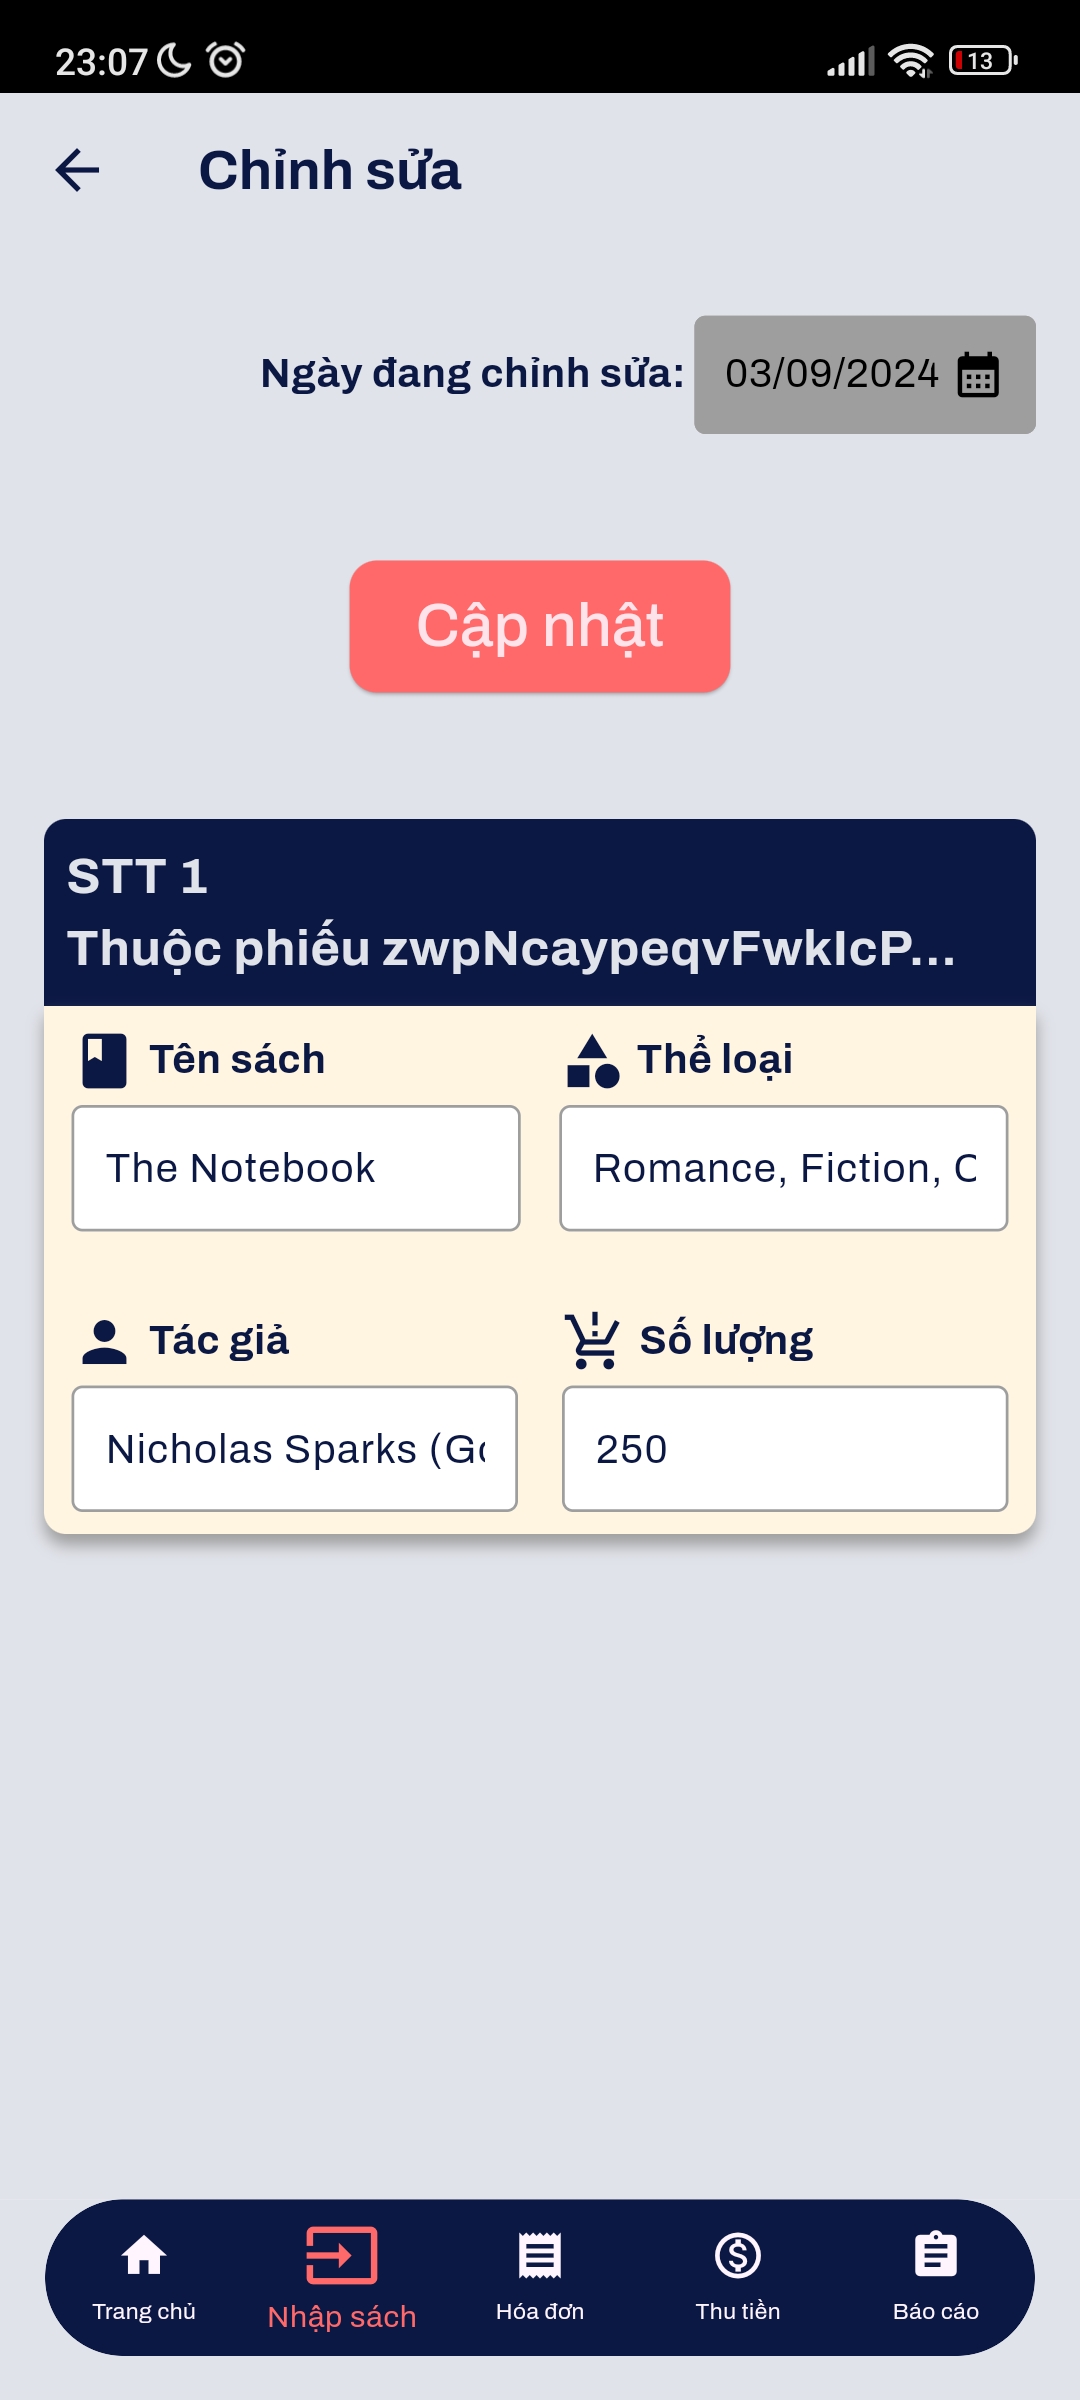 23:07
13
Chỉnh sửa
Ngày đang chỉnh sửa: 03/09/2024
Cập nhật
STT 1
Thuộc phiếu zwpNcaypeqvFwkIcP...
Tên sách
Thể loại
The Notebook
Romance, Fiction, C
Tác giả
Số lượng
Nicholas Sparks (Go
250
Trang chủ
Nhập sách
Hóa đơn
Thu tiền
Báo cáo